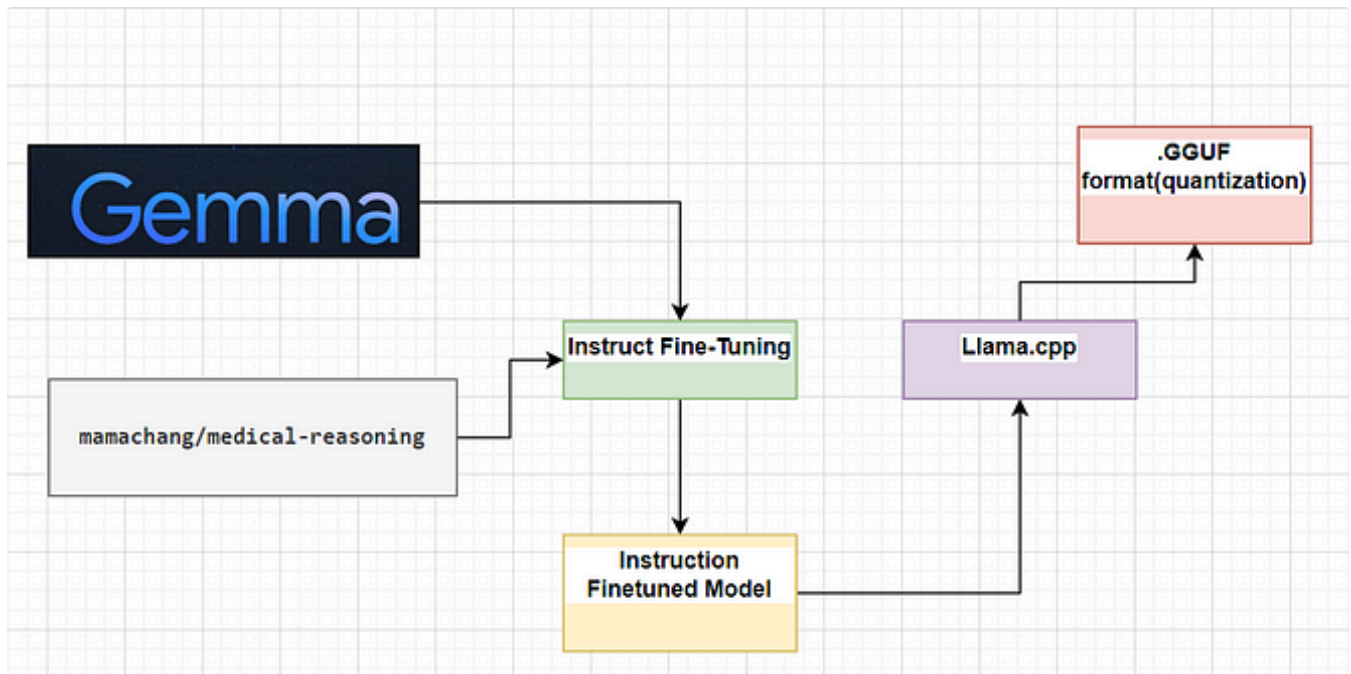 Gemma
.GGUF
format(quantization)
Instruct Fine-Tuning
Llama.cpp
mamachang/medical-reasoning
Instruction
Finetuned Model